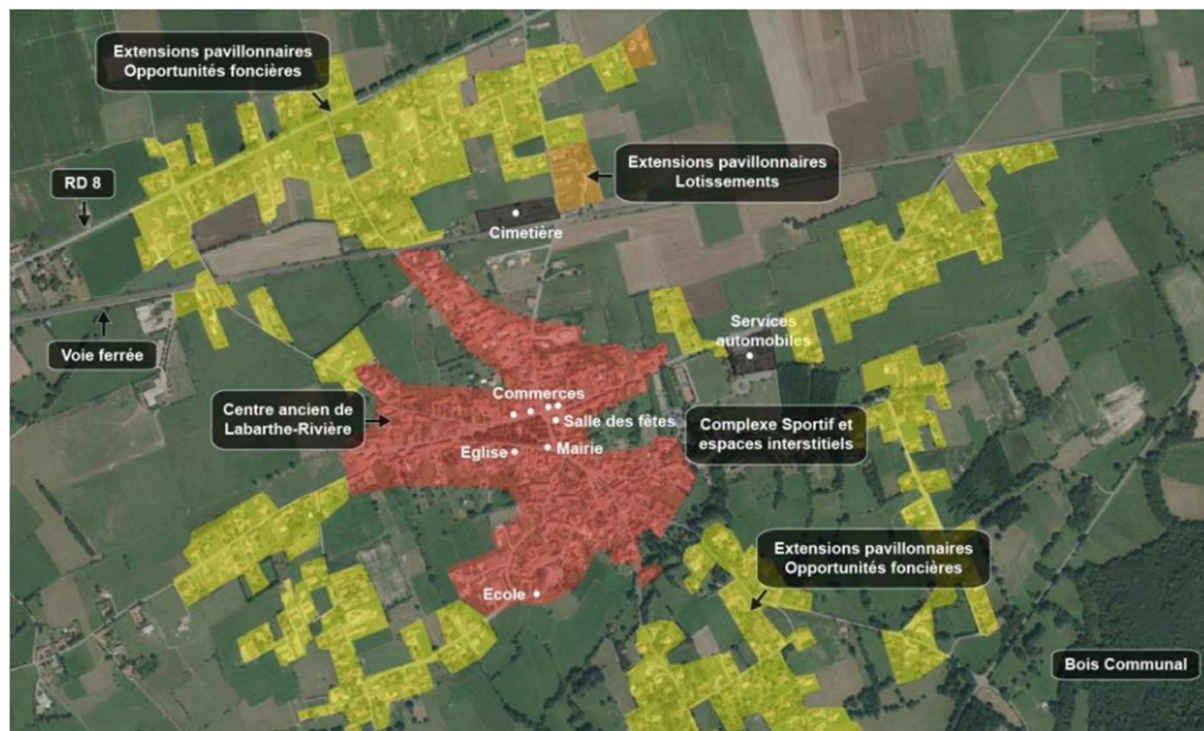 Extensions pavillonnaires
Opportunités foncières
Extensions pavillonnaires
Lotissements
RD 8
Cimetière
Voie ferrée
Services
automobiles
Centre ancien de
Labarthe-Rivière
Commerces
Salle des fêtes
Complexe Sportif et
espaces interstitiels
Eglise
Mairie
Extensions pavillonnaires
Opportunités foncières
Ecole
Bois Communal